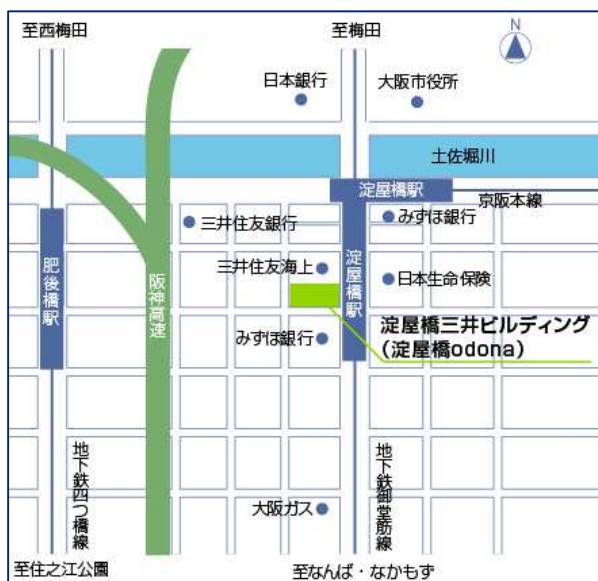 至西梅田
至梅田
N
日本銀行
大阪市役所
土佐堀川
淀屋橋駅
京阪本線
みずほ銀行
三井住友銀行
肥後橋駅
阪神高速
三井住友海上
淀屋橋駅
日本生命保険
淀屋橋三井ビルディング
(淀屋橋odona)
みずほ銀行
地下鉄四つ橋線
地下鉄御堂筋線
大阪ガス
至住之江公園
至なんば・なかもず